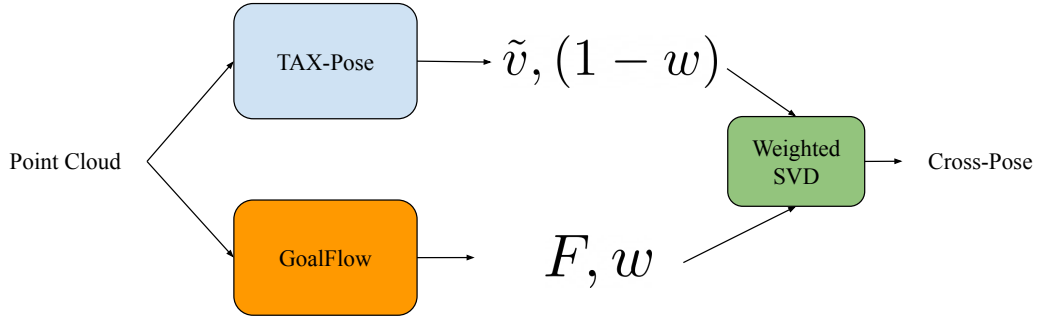 Point Cloud
TAX-Pose
ṽ, (1 − w)
GoalFlow
F, w
Weighted
SVD
Cross-Pose